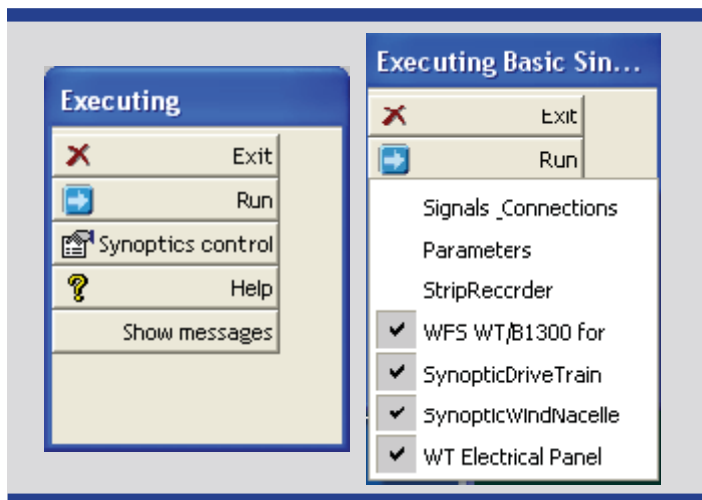 Executing
Exit
Run
Synoptics control
Help
Show messages
Executing Basic Sin...
Exit
Run
Signals_Connections
Parameters
StripRecorder
WFS WT/B1300 for
SynopticDriveTrain
SynopticWindNacelle
WT Electrical Panel